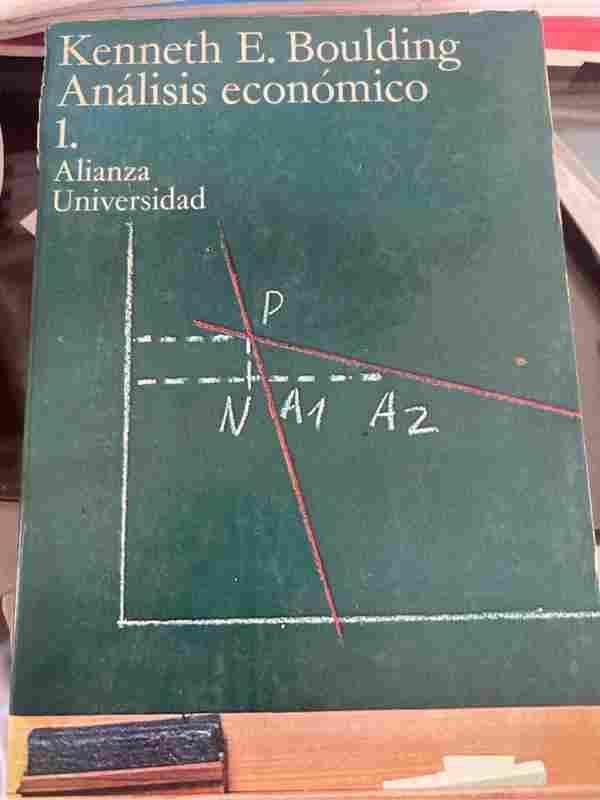 Kenneth E. Boulding
Análisis económico
1.
Alianza
Universidad
P
N A1 A2